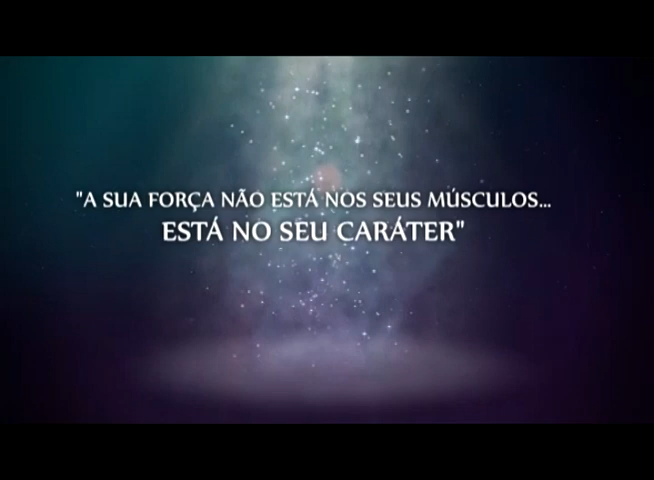 "A SUA FORÇA NÃO ESTÁ NOS SEUS MÚSCULOS...
ESTÁ NO SEU CARÁTER"